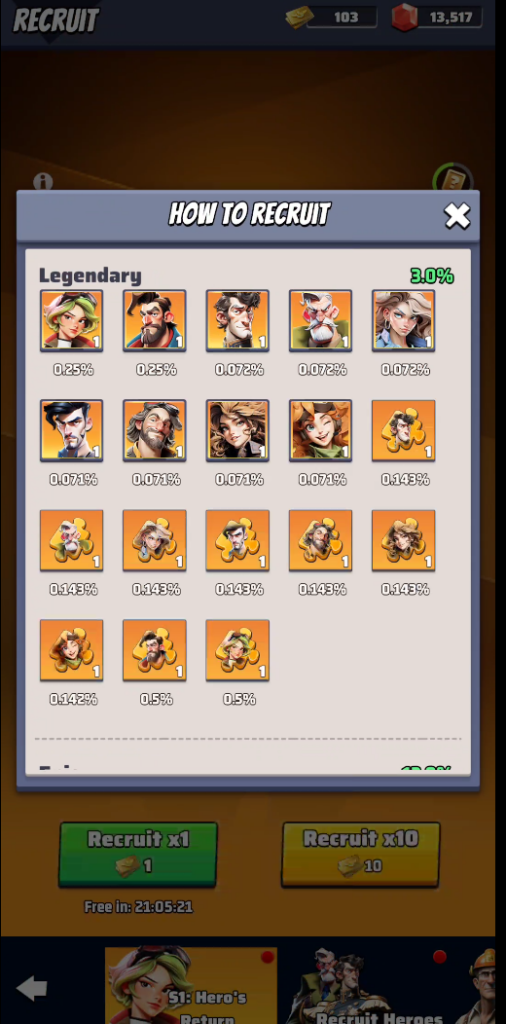 RECRUIT
103
13,517
HOW TO RECRUIT
Legendary
3.0%
1 1 1 1 1
0.25% 0.25% 0.072% 0.072% 0.072%
1 1 1 1 1
0.071% 0.071% 0.071% 0.071% 0.143%
1 1 1 1 1
0.143% 0.143% 0.143% 0.143% 0.143%
1 1 1
0.142% 0.5% 0.5%
Recruit x1
1
Recruit x10
10
Free in: 21:05:21
S1: Hero's
Return
Recruit Heroes